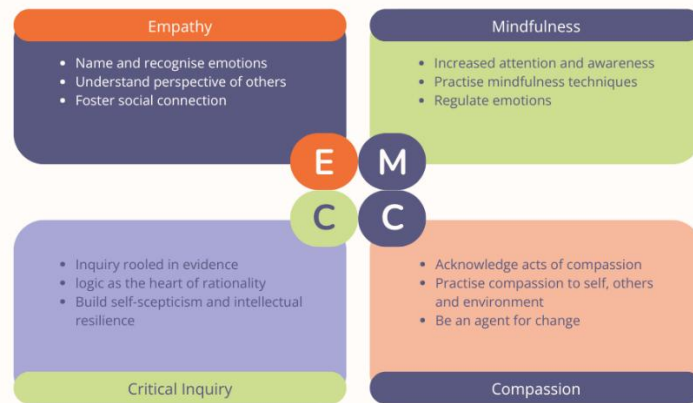 Empathy
• Name and recognise emotions
• Understand perspective of others
• Foster social connection
Mindfulness
• Increased attention and awareness
• Practise mindfulness techniques
• Regulate emotions
E M
C C
• Inquiry rooled in evidence
• logic as the heart of rationality
• Build self-scepticism and intellectual
resilience
Critical Inquiry
• Acknowledge acts of compassion
• Practise compassion to self, others
and environment
• Be an agent for change
Compassion